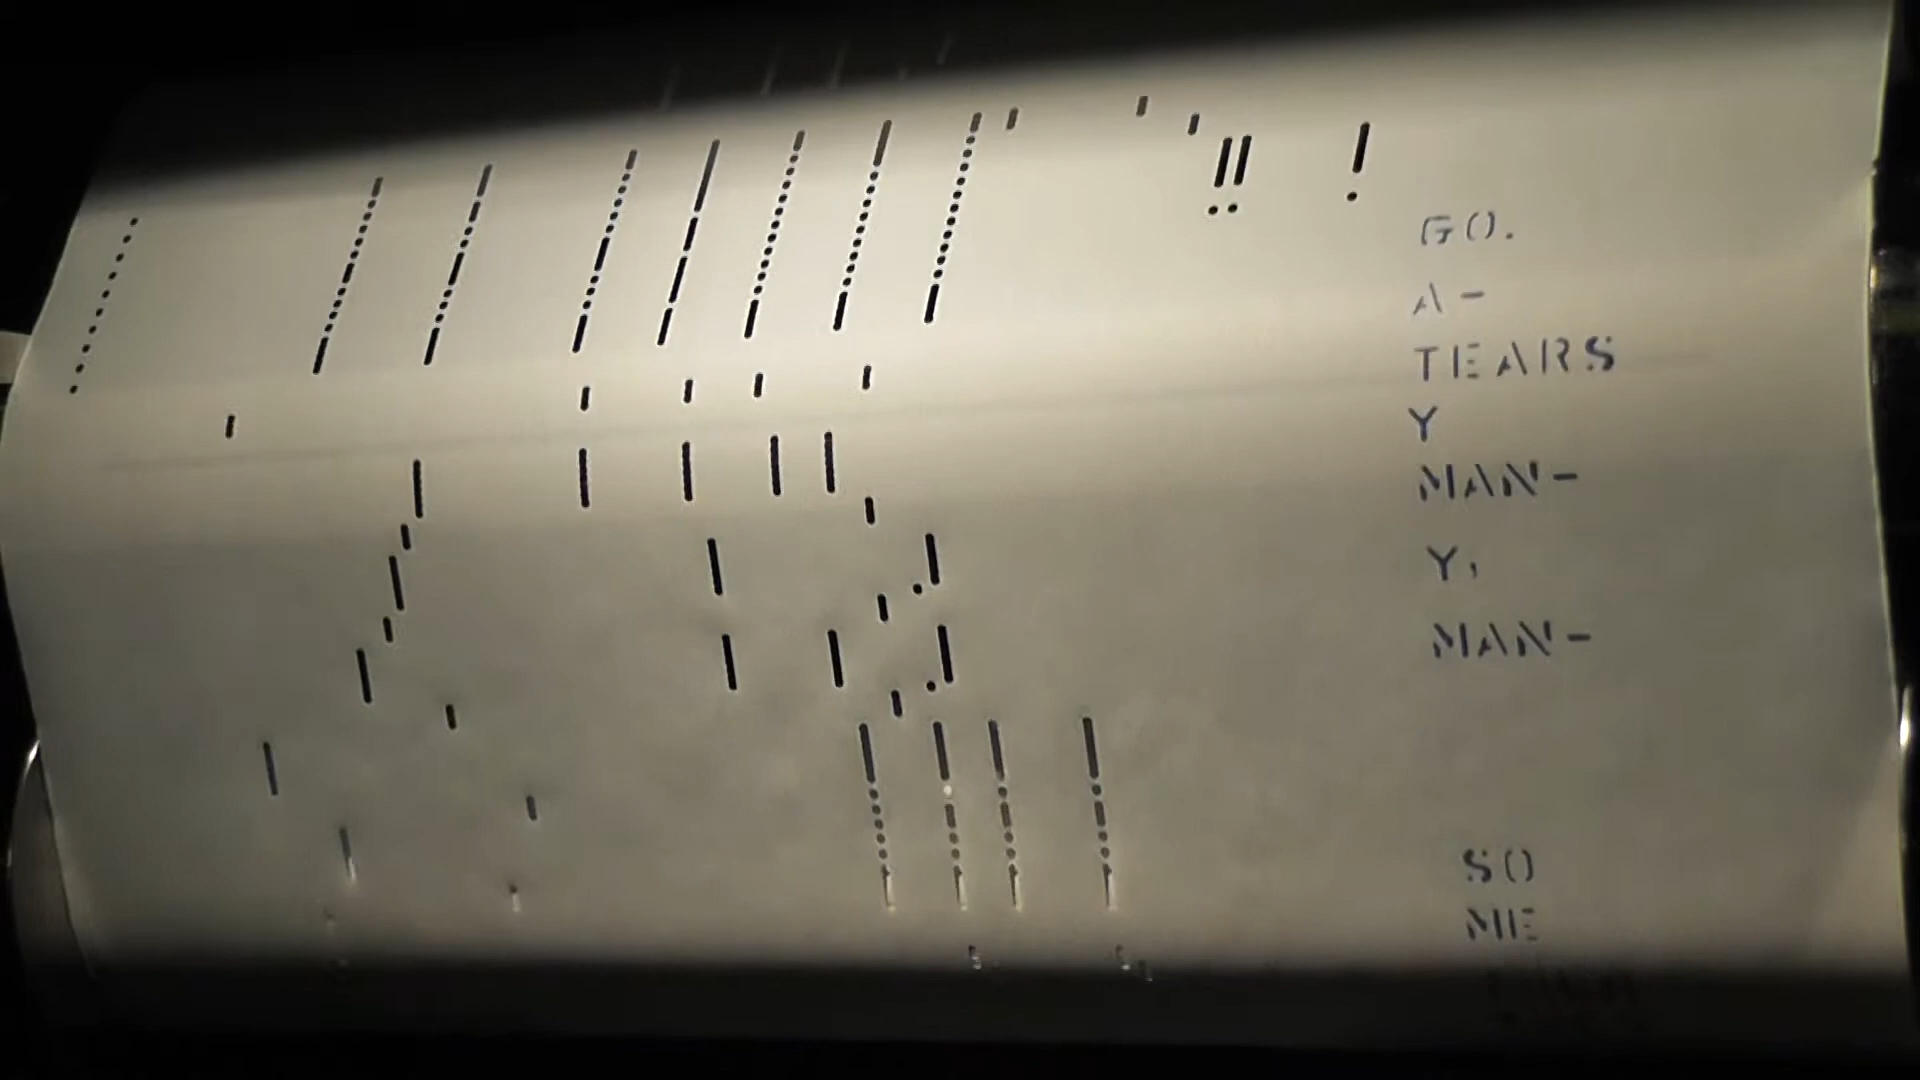 GO.
A-
TEARS
Y
MAN-
Y,
MAN-
SO
ME